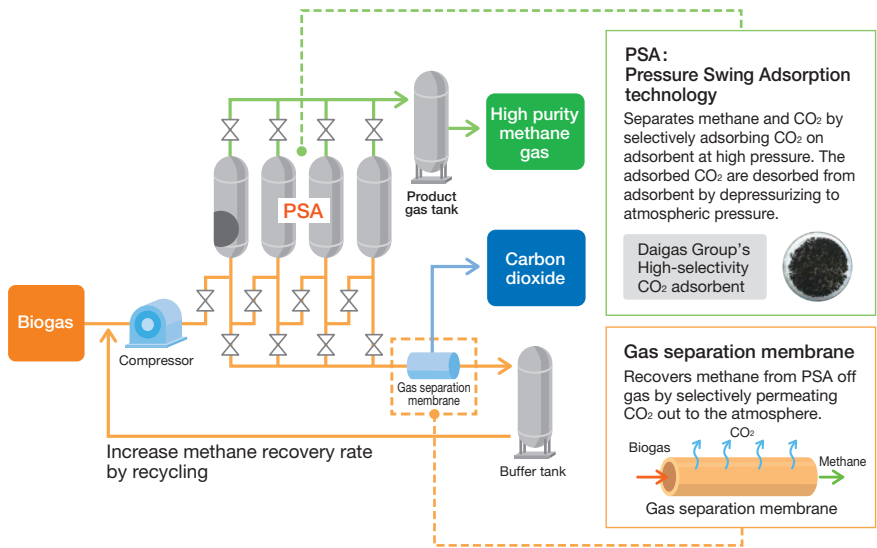 PSA:
Pressure Swing Adsorption
technology
Separates methane and CO₂ by
selectively adsorbing CO₂ on
adsorbent at high pressure. The
adsorbed CO₂ are desorbed from
adsorbent by depressurizing to
atmospheric pressure.
Daigas Group's
High-selectivity
CO₂ adsorbent
High purity
methane
gas
Product
gas tank
PSA
Carbon
dioxide
Biogas
Compressor
Gas separation
membrane
Buffer tank
Increase methane recovery rate
by recycling
Gas separation membrane
Recovers methane from PSA off
gas by selectively permeating
CO₂ out to the atmosphere.
CO₂
Biogas
Methane
Gas separation membrane